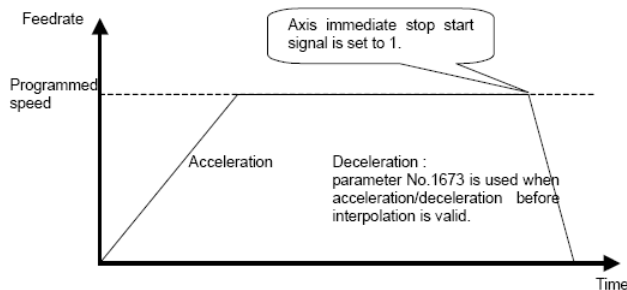 Feedrate
Axis immediate stop start
signal is set to 1.
Programmed
speed
Acceleration
Deceleration :
parameter No.1673 is used when
acceleration/deceleration before
interpolation is valid.
Time